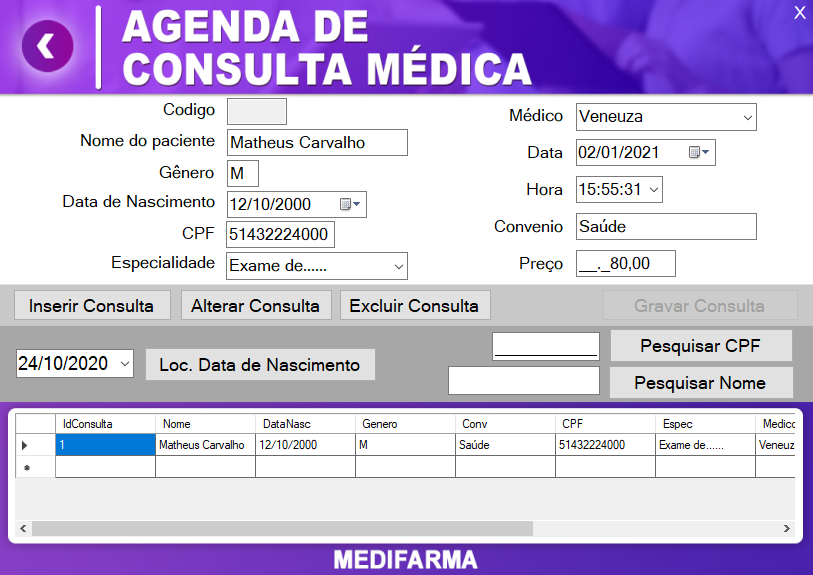 X
AGENDA DE
CONSULTA MÉDICA
Codigo
Nome do paciente Matheus Carvalho
Gênero M
Data de Nascimento 12/10/2000
CPF 51432224000
Especialidade Exame de......
Médico Veneuza
Data 02/01/2021
Hora 15:55:31
Convenio Saúde
Preço __._80,00
Inserir Consulta Alterar Consulta Excluir Consulta Gravar Consulta
24/10/2020 Loc. Data de Nascimento
Pesquisar CPF
Pesquisar Nome
IdConsulta Nome DataNasc Genero Conv CPF Espec Medico
1 Matheus Carvalho 12/10/2000 M Saúde 51432224000 Exame de...... Veneuz
MEDIFARMA